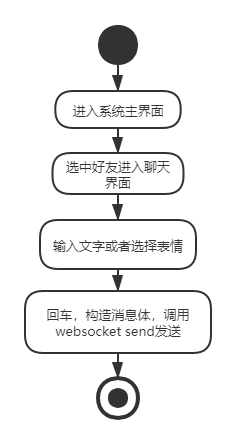 进入系统主界面
选中好友进入聊天
界面
输入文字或者选择表情
回车，构造消息体，调用
websocket send发送